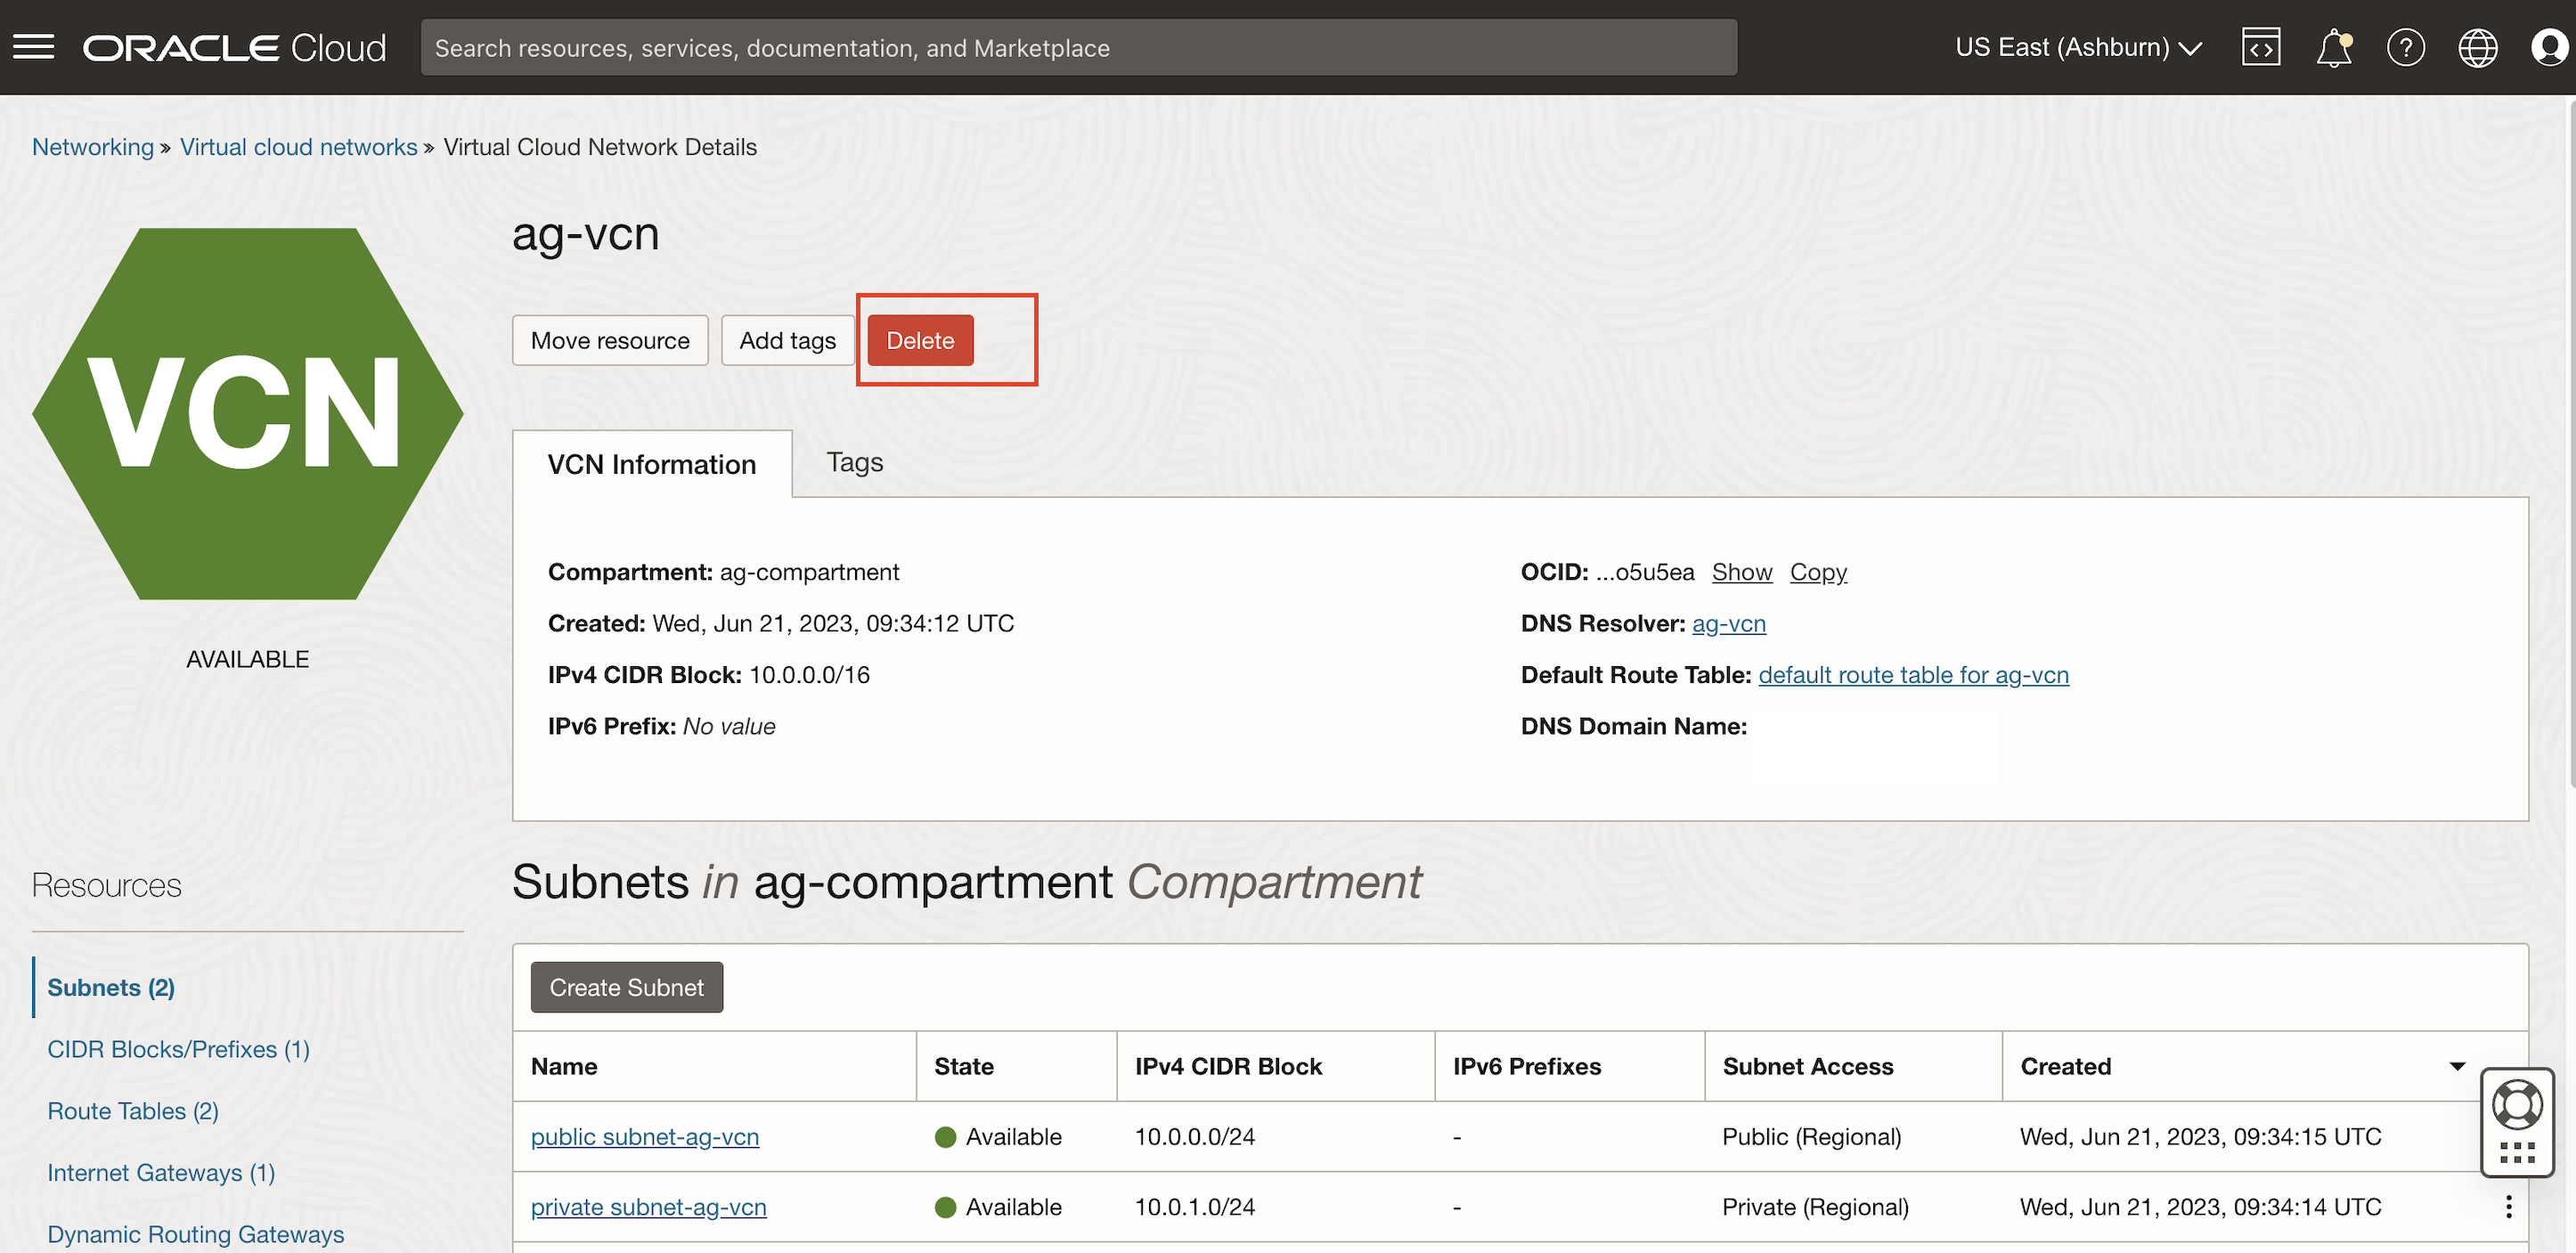 ORACLE Cloud
Search resources, services, documentation, and Marketplace
US East (Ashburn)
Networking » Virtual cloud networks » Virtual Cloud Network Details
VCN
AVAILABLE
ag-vcn
Move resource
Add tags
Delete
VCN Information
Tags
Compartment: ag-compartment
Created: Wed, Jun 21, 2023, 09:34:12 UTC
IPv4 CIDR Block: 10.0.0.0/16
IPv6 Prefix: No value
OCID: ...o5u5ea Show Copy
DNS Resolver: ag-vcn
Default Route Table: default route table for ag-vcn
DNS Domain Name:
Resources
Subnets (2)
CIDR Blocks/Prefixes (1)
Route Tables (2)
Internet Gateways (1)
Dynamic Routing Gateways
Subnets in ag-compartment Compartment
Create Subnet
Name State IPv4 CIDR Block IPv6 Prefixes Subnet Access Created
public subnet-ag-vcn Available 10.0.0.0/24 - Public (Regional) Wed, Jun 21, 2023, 09:34:15 UTC
private subnet-ag-vcn Available 10.0.1.0/24 - Private (Regional) Wed, Jun 21, 2023, 09:34:14 UTC